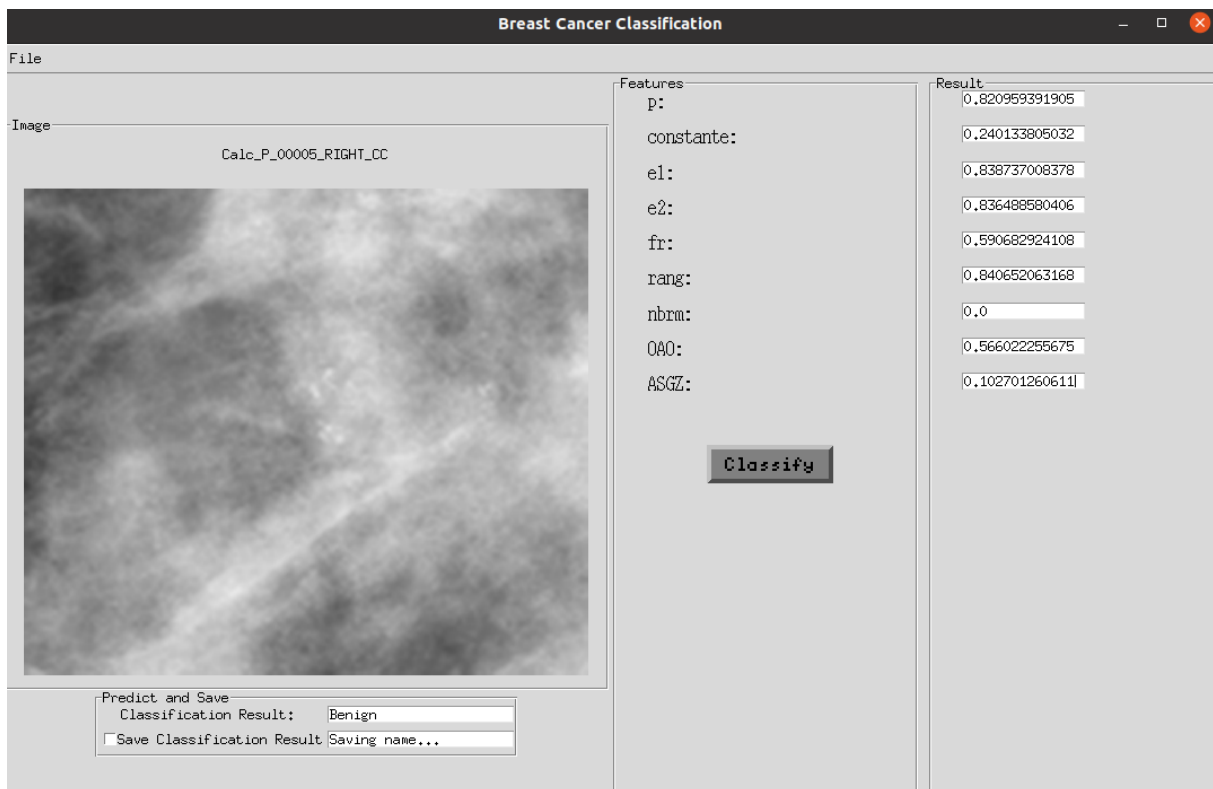 Breast Cancer Classification
File
Image
Calc_P_00005_RIGHT_CC
Predict and Save
Classification Result: Benign
Save Classification Result Saving name...
Features
p:
constante:
e1:
e2:
fr:
rang:
nbrm:
OAO:
ASGZ:
Classify
Result
0.820959391905
0.240133805032
0.838737008378
0.836488580406
0.590682924108
0.840652063168
0.0
0.566022255675
0.102701260611